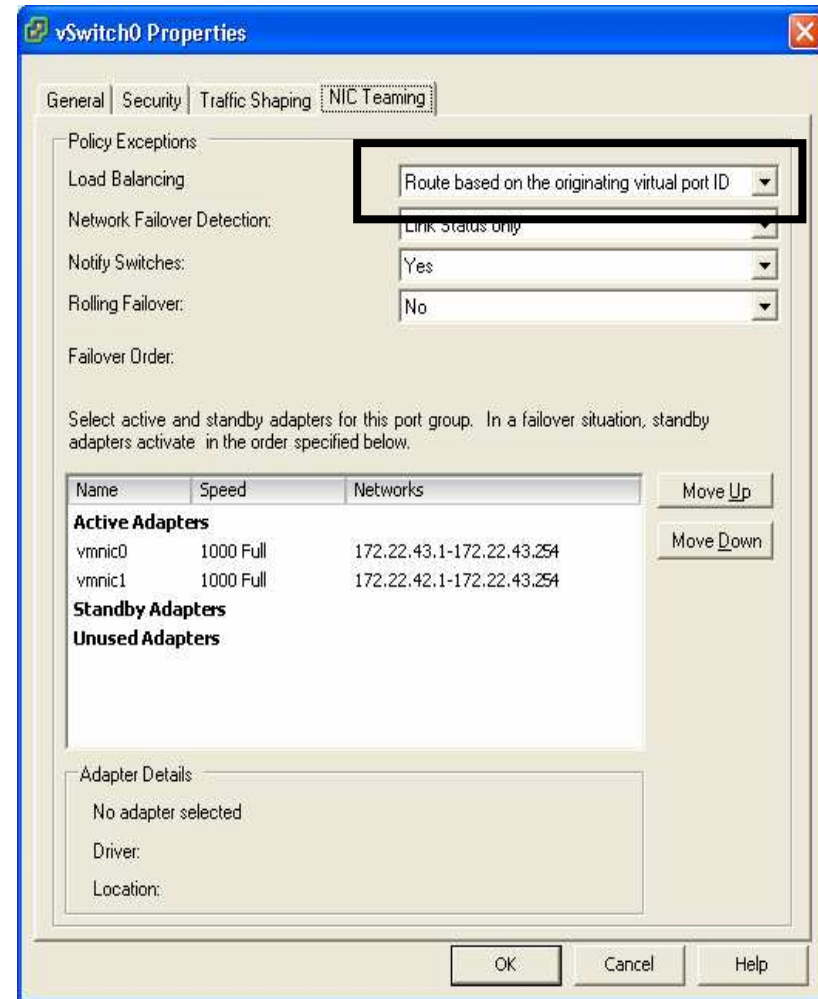 vSwitch0 Properties
General Security Traffic Shaping NIC Teaming
Policy Exceptions
Load Balancing Route based on the originating virtual port ID
Network Failover Detection: Link Status only
Notify Switches: Yes
Rolling Failover: No
Failover Order:
Select active and standby adapters for this port group. In a failover situation, standby
adapters activate in the order specified below.
Name Speed Networks Move Up
Active Adapters
vmnic0 1000 Full 172.22.43.1-172.22.43.254 Move Down
vmnic1 1000 Full 172.22.42.1-172.22.43.254
Standby Adapters
Unused Adapters
Adapter Details
No adapter selected
Driver:
Location:
OK Cancel Help